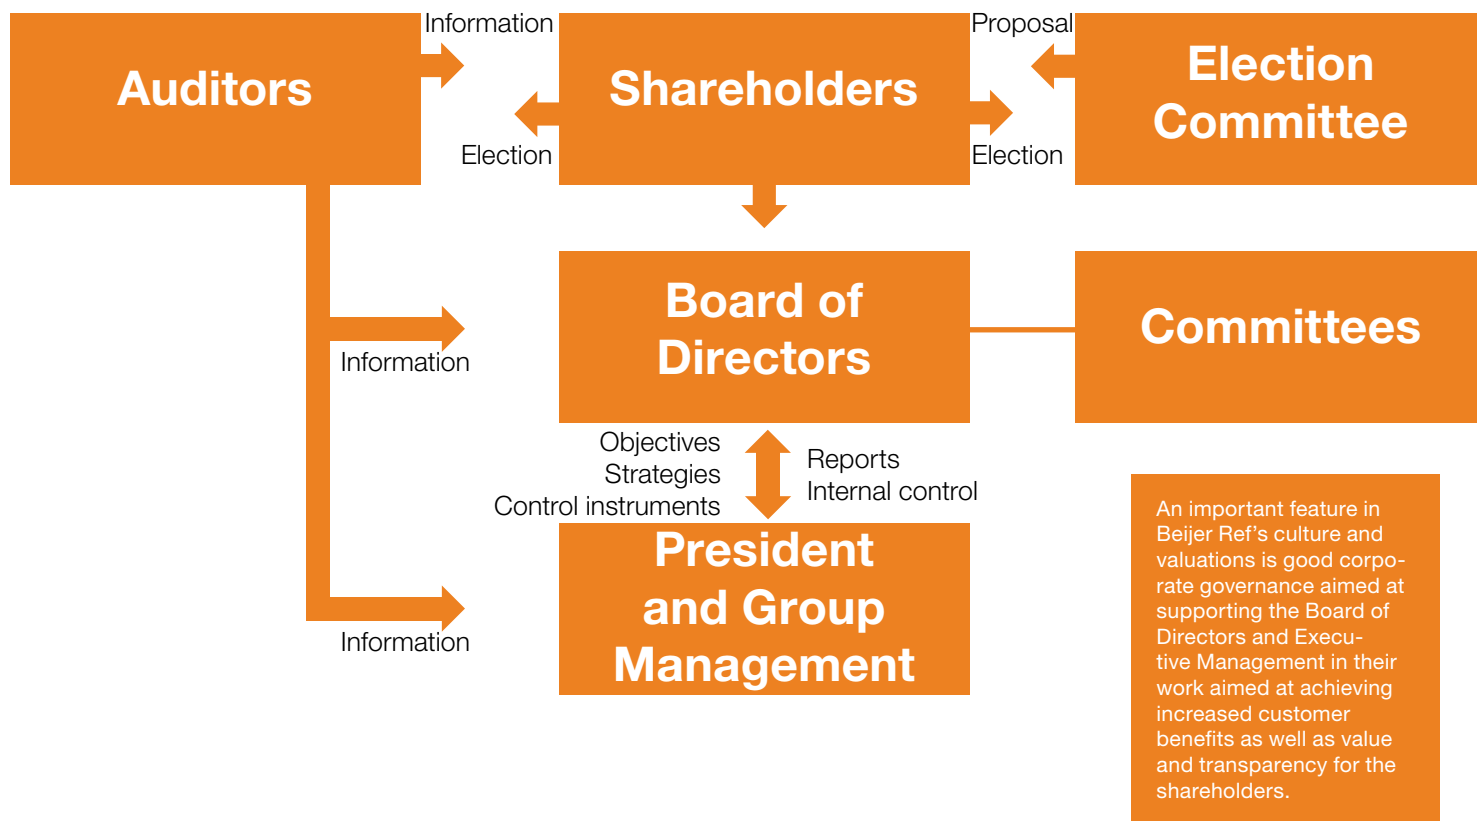 Information
Proposal
Auditors
Shareholders
Election
Committee
Election
Election
Board of
Directors
Committees
Information
Objectives
Strategies
Control instruments
Reports
Internal control
President
and Group
Management
Information
An important feature in
Beijer Ref’s culture and
valuations is good corpo-
rate governance aimed at
supporting the Board of
Directors and Execu-
tive Management in their
work aimed at achieving
increased customer
benefits as well as value
and transparency for the
shareholders.